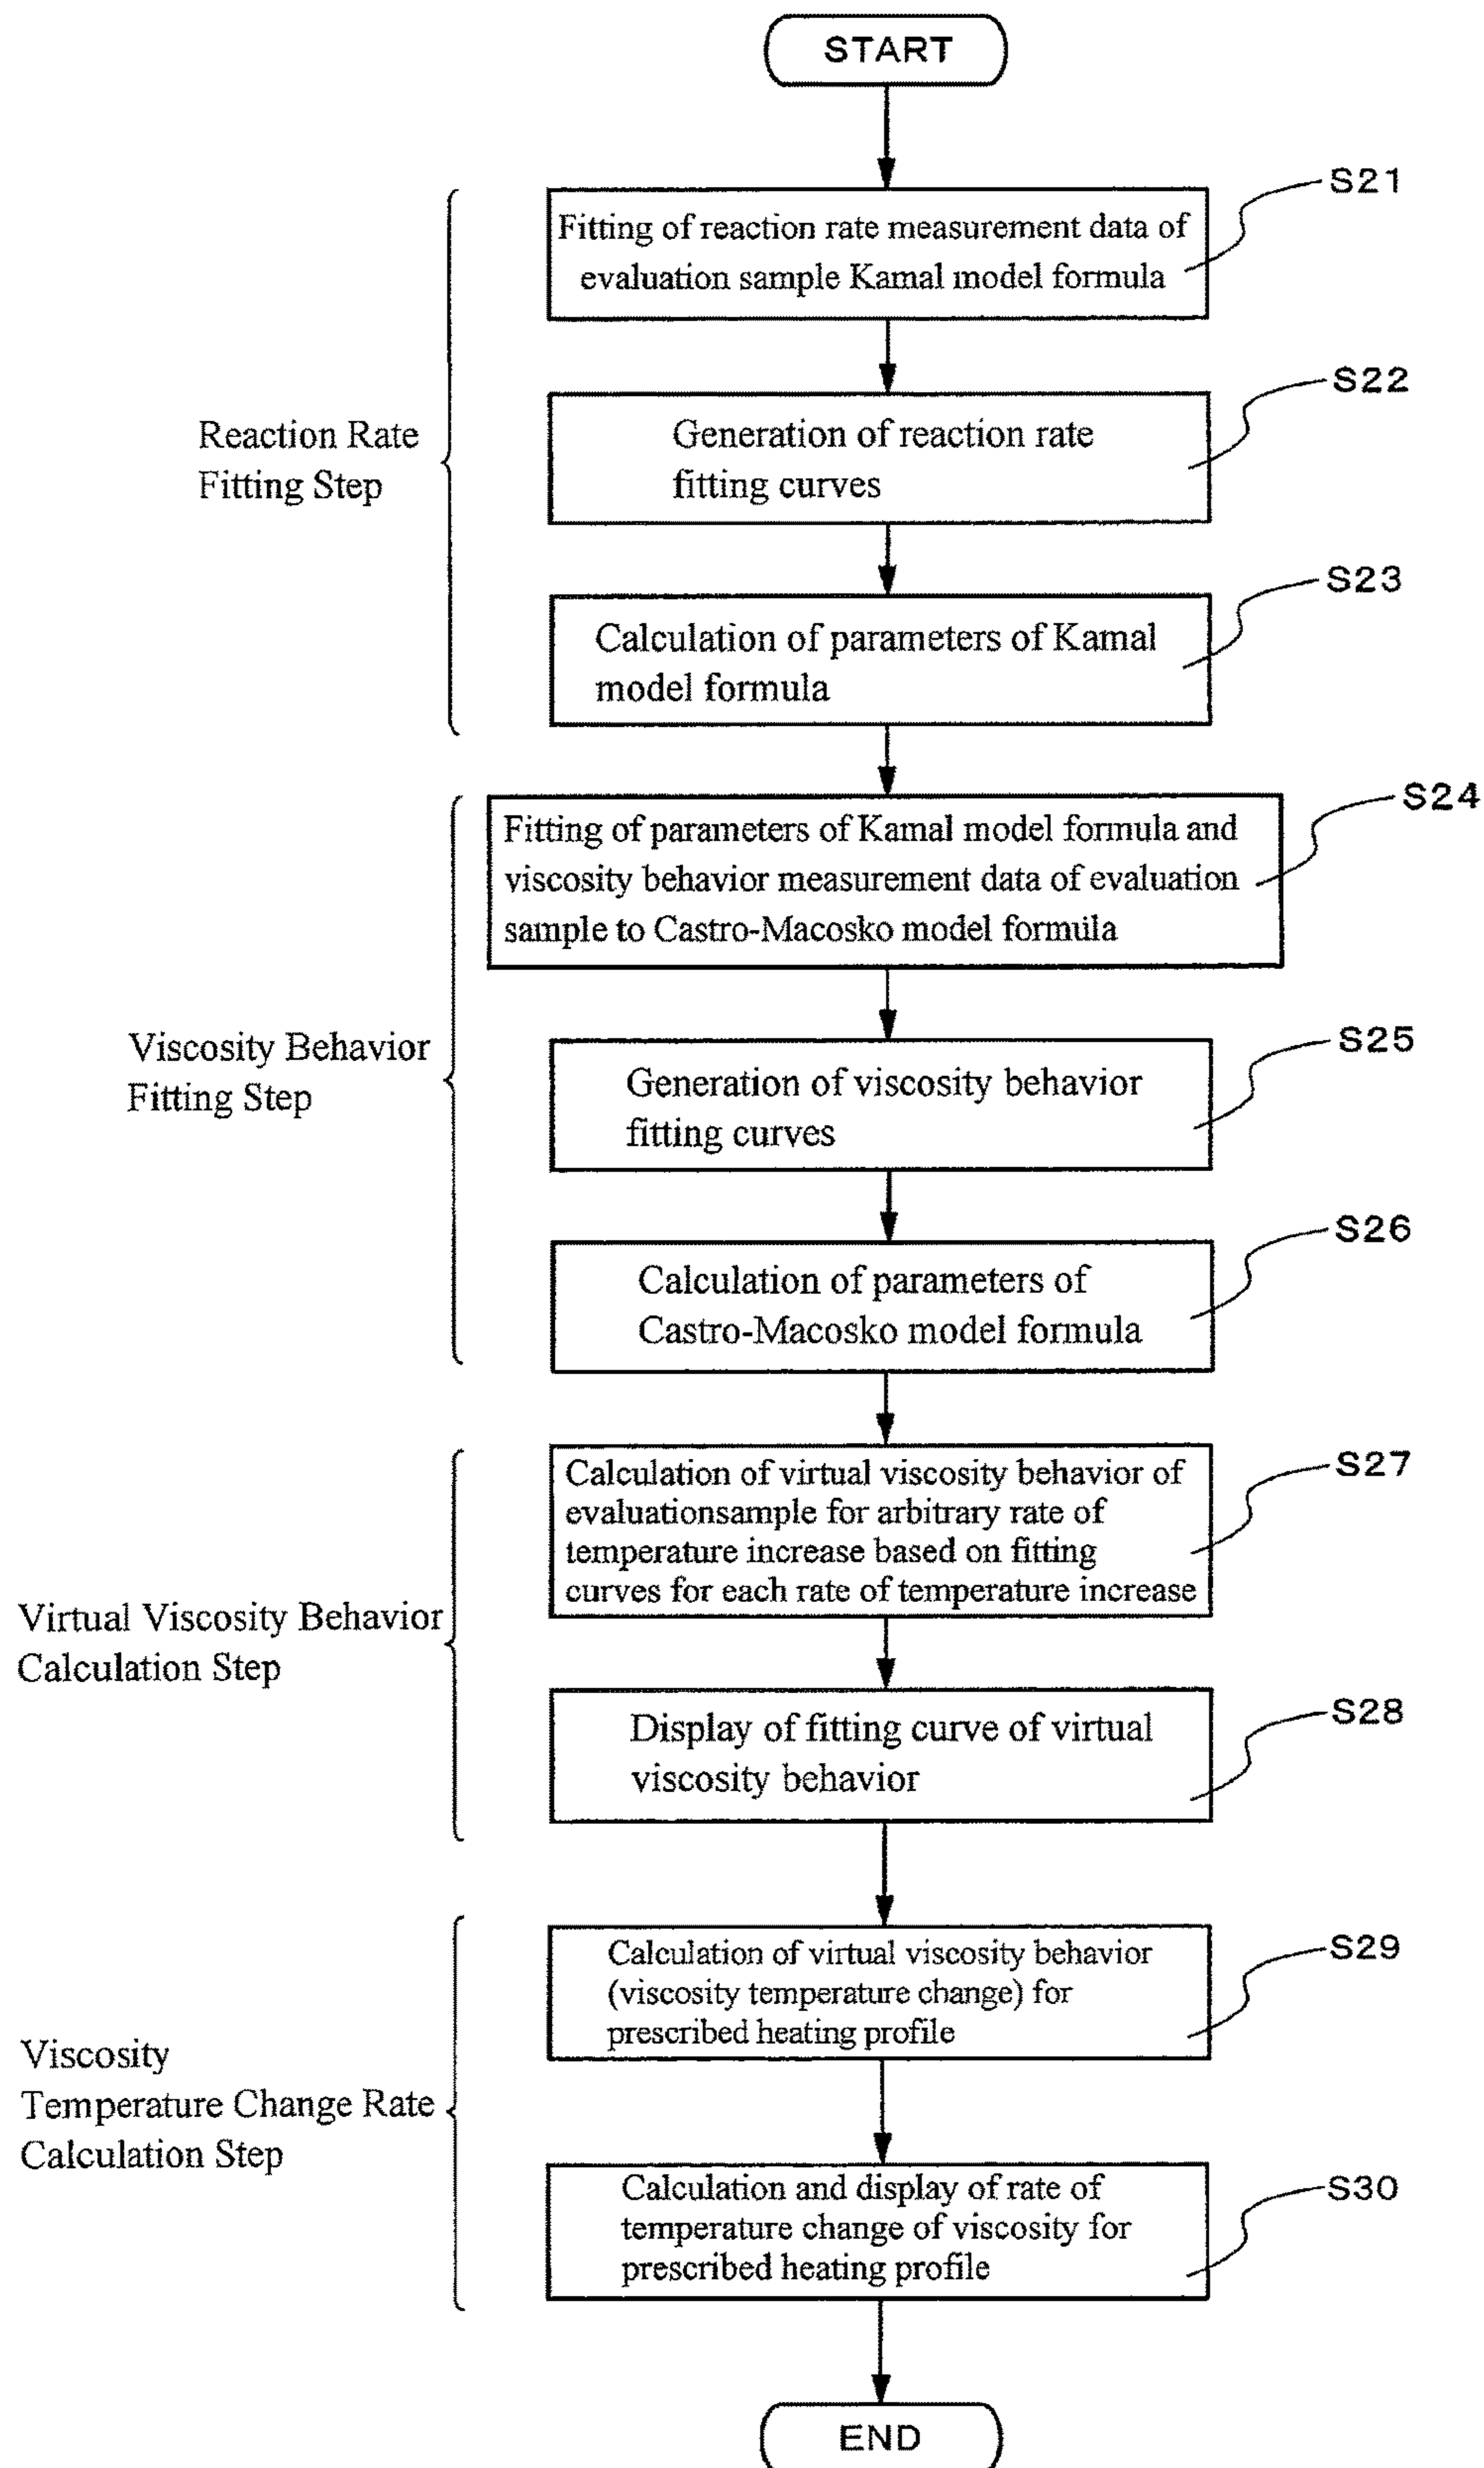 START
S21
Fitting of reaction rate measurement data of
evaluation sample Kamal model formula
S22
Generation of reaction rate
fitting curves
Reaction Rate
Fitting Step
S23
Calculation of parameters of Kamal
model formula
S24
Fitting of parameters of Kamal model formula and
viscosity behavior measurement data of evaluation
sample to Castro-Macosko model formula
S25
Generation of viscosity behavior
fitting curves
Viscosity Behavior
Fitting Step
S26
Calculation of parameters of
Castro-Macosko model formula
S27
Calculation of virtual viscosity behavior of
evaluationsample for arbitrary rate of
temperature increase based on fitting
curves for each rate of temperature increase
Virtual Viscosity Behavior
Calculation Step
S28
Display of fitting curve of virtual
viscosity behavior
S29
Calculation of virtual viscosity behavior
(viscosity temperature change) for
prescribed heating profile
Viscosity
Temperature Change Rate
Calculation Step
S30
Calculation and display of rate of
temperature change of viscosity for
prescribed heating profile
END